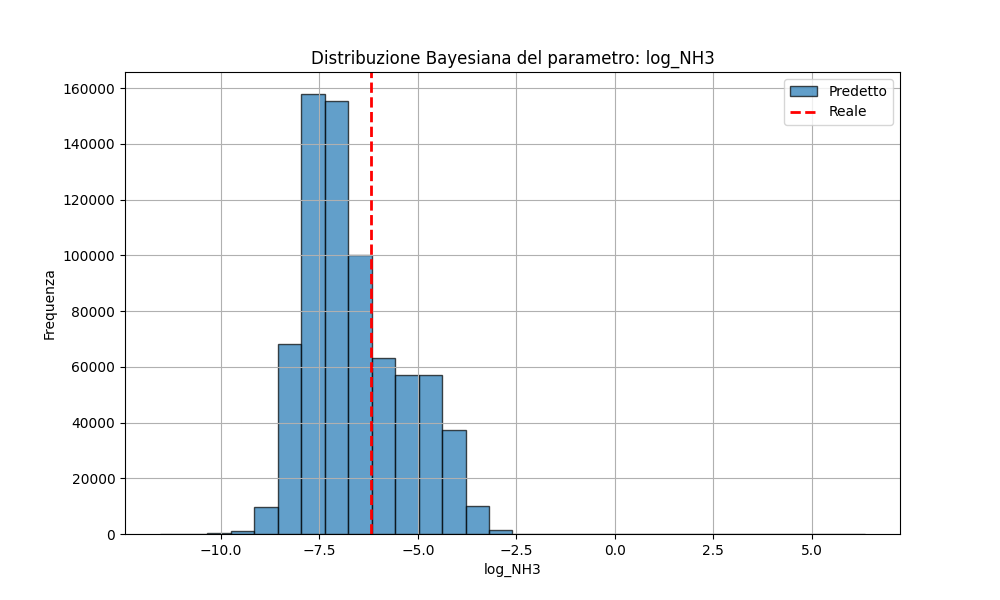 Distribuzione Bayesiana del parametro: log_NH3
Predetto
Reale
Frequenza
160000
140000
120000
100000
80000
60000
40000
20000
0
−10.0 −7.5 −5.0 −2.5 0.0 2.5 5.0
log_NH3